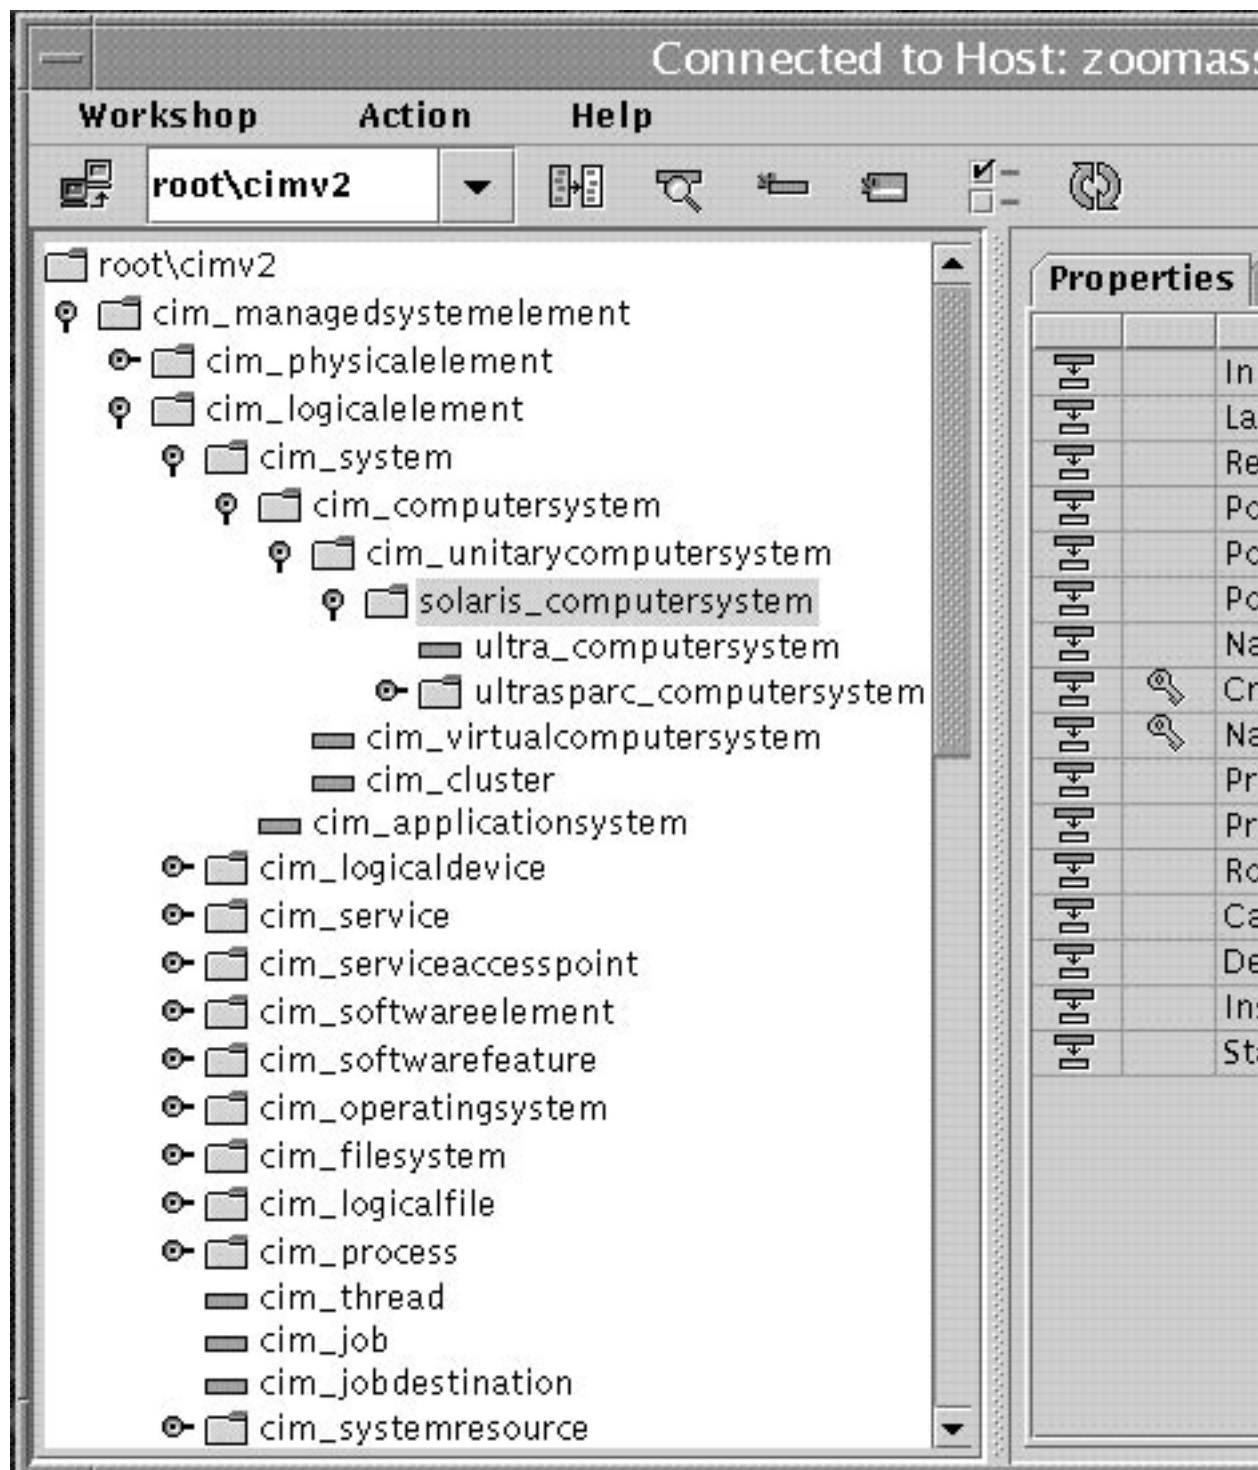 Connected to Host: zoomass
Workshop Action Help
root\cimv2
root\cimv2
cim_managedsystemelement
cim_physicalelement
cim_logicalelement
cim_system
cim_computersystem
cim_unitarycomputersystem
solaris_computersystem
ultra_computersystem
ultrasparc_computersystem
cim_virtualcomputersystem
cim_cluster
cim_applicationsystem
cim_logicaldevice
cim_service
cim_serviceaccesspoint
cim_softwareelement
cim_softwarefeature
cim_operatingsystem
cim_filesystem
cim_logicalfile
cim_process
cim_thread
cim_job
cim_jobdestination
cim_systemresource
Properties
In
La
Re
Po
Po
Po
Na
Cr
Na
Pr
Pr
Ro
Ca
De
Ins
Sta